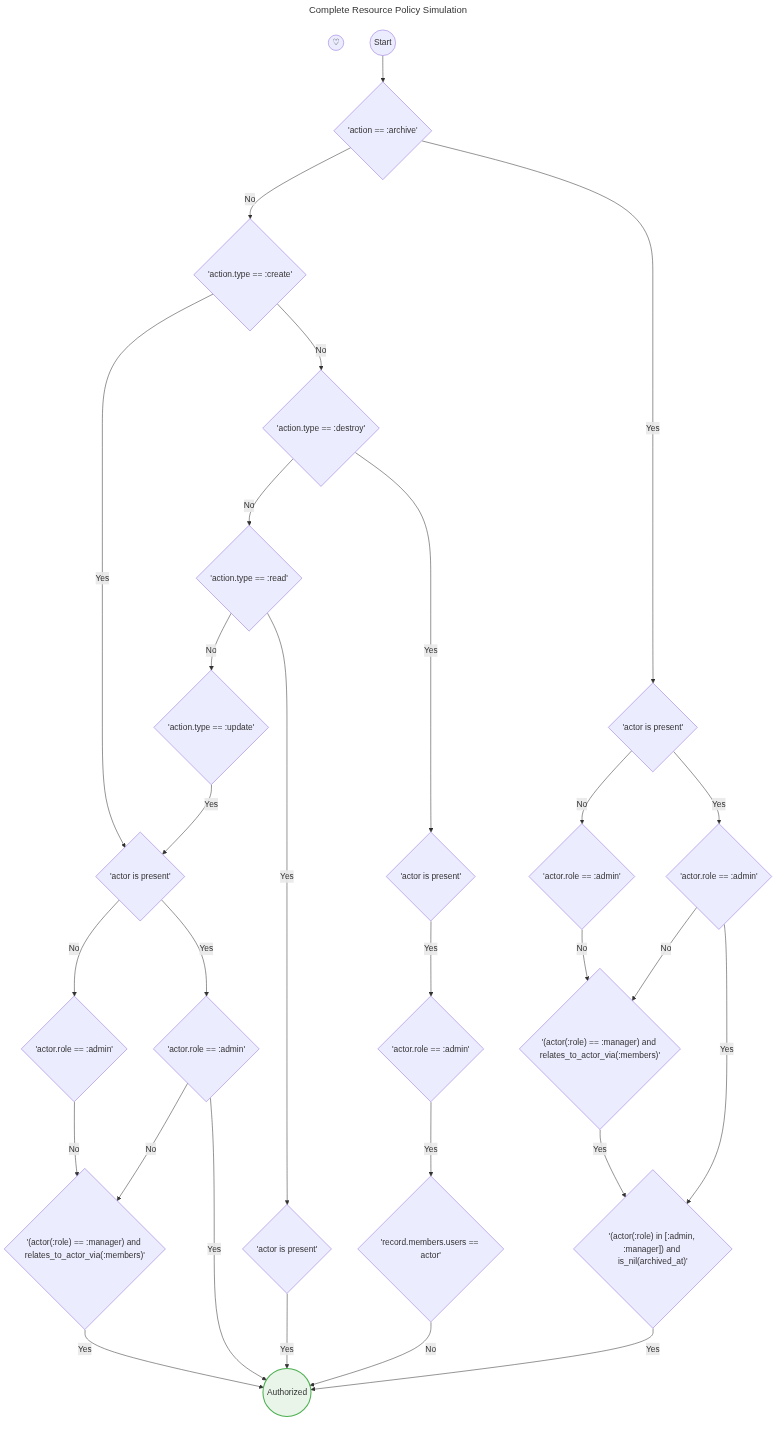 Complete Resource Policy Simulation
♡
Start
'action == :archive'
No
'action.type == :create'
No
'action.type == :destroy'
Yes
No
'action.type == :read'
Yes
Yes
No
'action.type == :update'
'actor is present'
Yes
No
Yes
'actor is present'
Yes
'actor is present'
'actor.role == :admin'
'actor.role == :admin'
No
Yes
Yes
No
No
'actor.role == :admin'
'actor.role == :admin'
'actor.role == :admin'
'(actor(:role) == :manager) and
relates_to_actor_via(:members)'
Yes
No
No
Yes
Yes
'(actor(:role) == :manager) and
relates_to_actor_via(:members)'
Yes
'actor is present'
'record.members.users ==
actor'
'(actor(:role) in [:admin,
:manager]) and
is_nil(archived_at)'
Yes
Yes
No
Yes
Authorized